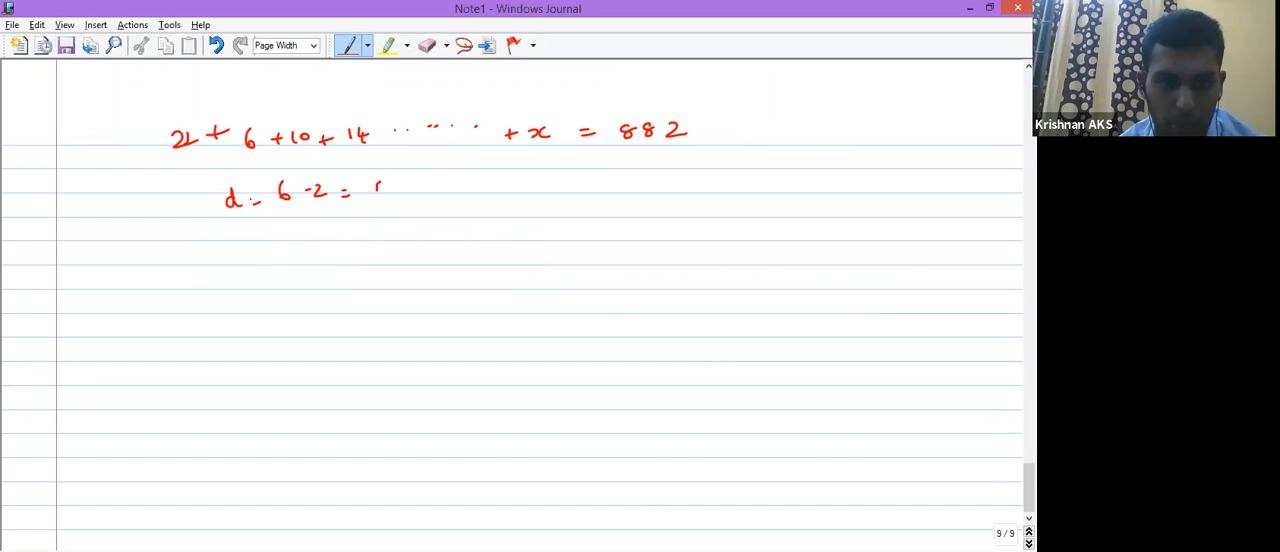 Note1 - Windows Journal
File Edit View Insert Actions Tools Help
Page Width
Krishnan AKS
2 + 6 + 10 + 14 ........ + x = 882
d = 6 - 2 =
9 / 9